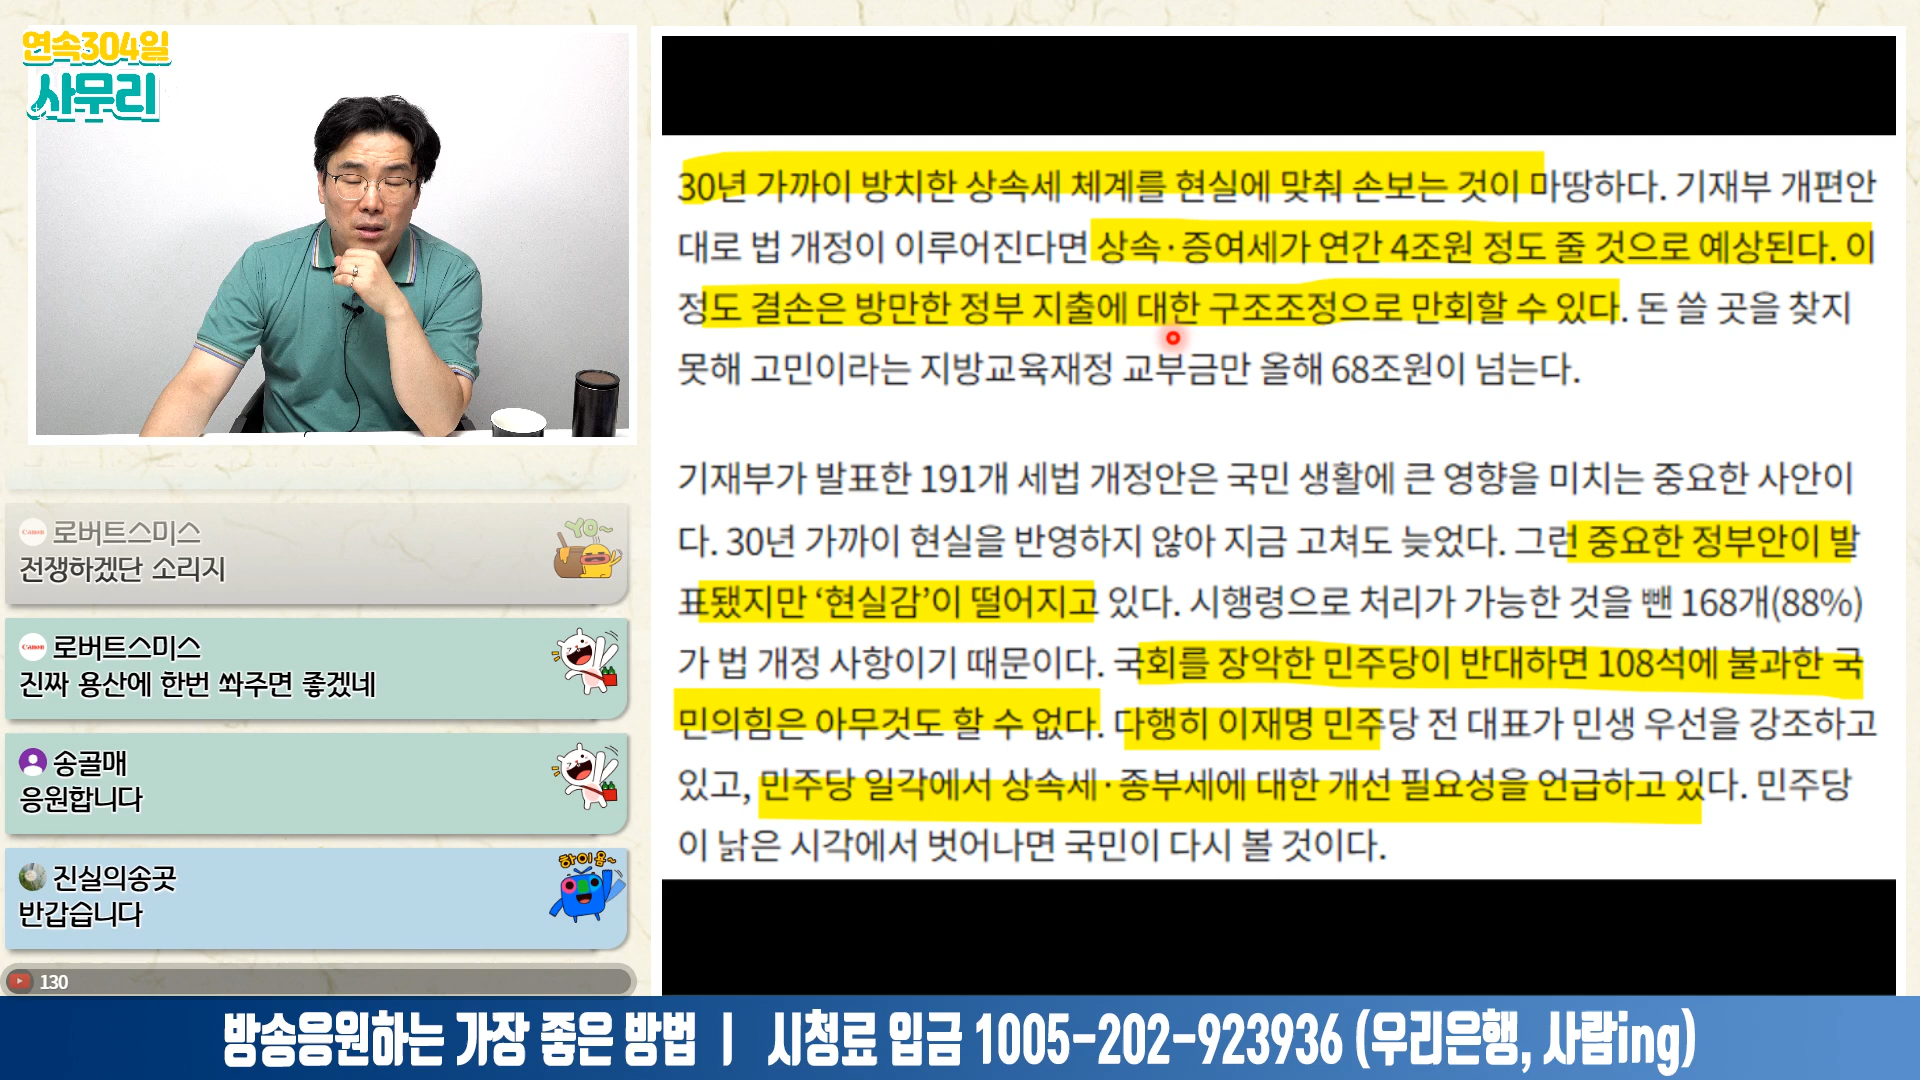 연속304일
사무리
30년 가까이 방치한 상속세 체계를 현실에 맞춰 손보는 것이 마땅하다. 기재부 개편안
대로 법 개정이 이루어진다면 상속·증여세가 연간 4조원 정도 줄 것으로 예상된다. 이
정도 결손은 방만한 정부 지출에 대한 구조조정으로 만회할 수 있다. 돈 쓸 곳을 찾지
못해 고민이라는 지방교육재정 교부금만 올해 68조원이 넘는다.
기재부가 발표한 191개 세법 개정안은 국민 생활에 큰 영향을 미치는 중요한 사안이
다. 30년 가까이 현실을 반영하지 않아 지금 고쳐도 늦었다. 그런 중요한 정부안이 발
표됐지만 ‘현실감’이 떨어지고 있다. 시행령으로 처리가 가능한 것을 뺀 168개(88%)
가 법 개정 사항이기 때문이다. 국회를 장악한 민주당이 반대하면 108석에 불과한 국
민의힘은 아무것도 할 수 없다. 다행히 이재명 민주당 전 대표가 민생 우선을 강조하고
있고, 민주당 일각에서 상속세·종부세에 대한 개선 필요성을 언급하고 있다. 민주당
이 낡은 시각에서 벗어나면 국민이 다시 볼 것이다.
Canon 로버트스미스
전쟁하겠단 소리지
YO~
Canon 로버트스미스
진짜 용산에 한번 쏴주면 좋겠네
송골매
응원합니다
진실의송곳
반갑습니다
하이욜~
130
방송응원하는 가장 좋은 방법 | 시청료 입금 1005-202-923936 (우리은행, 사람ing)